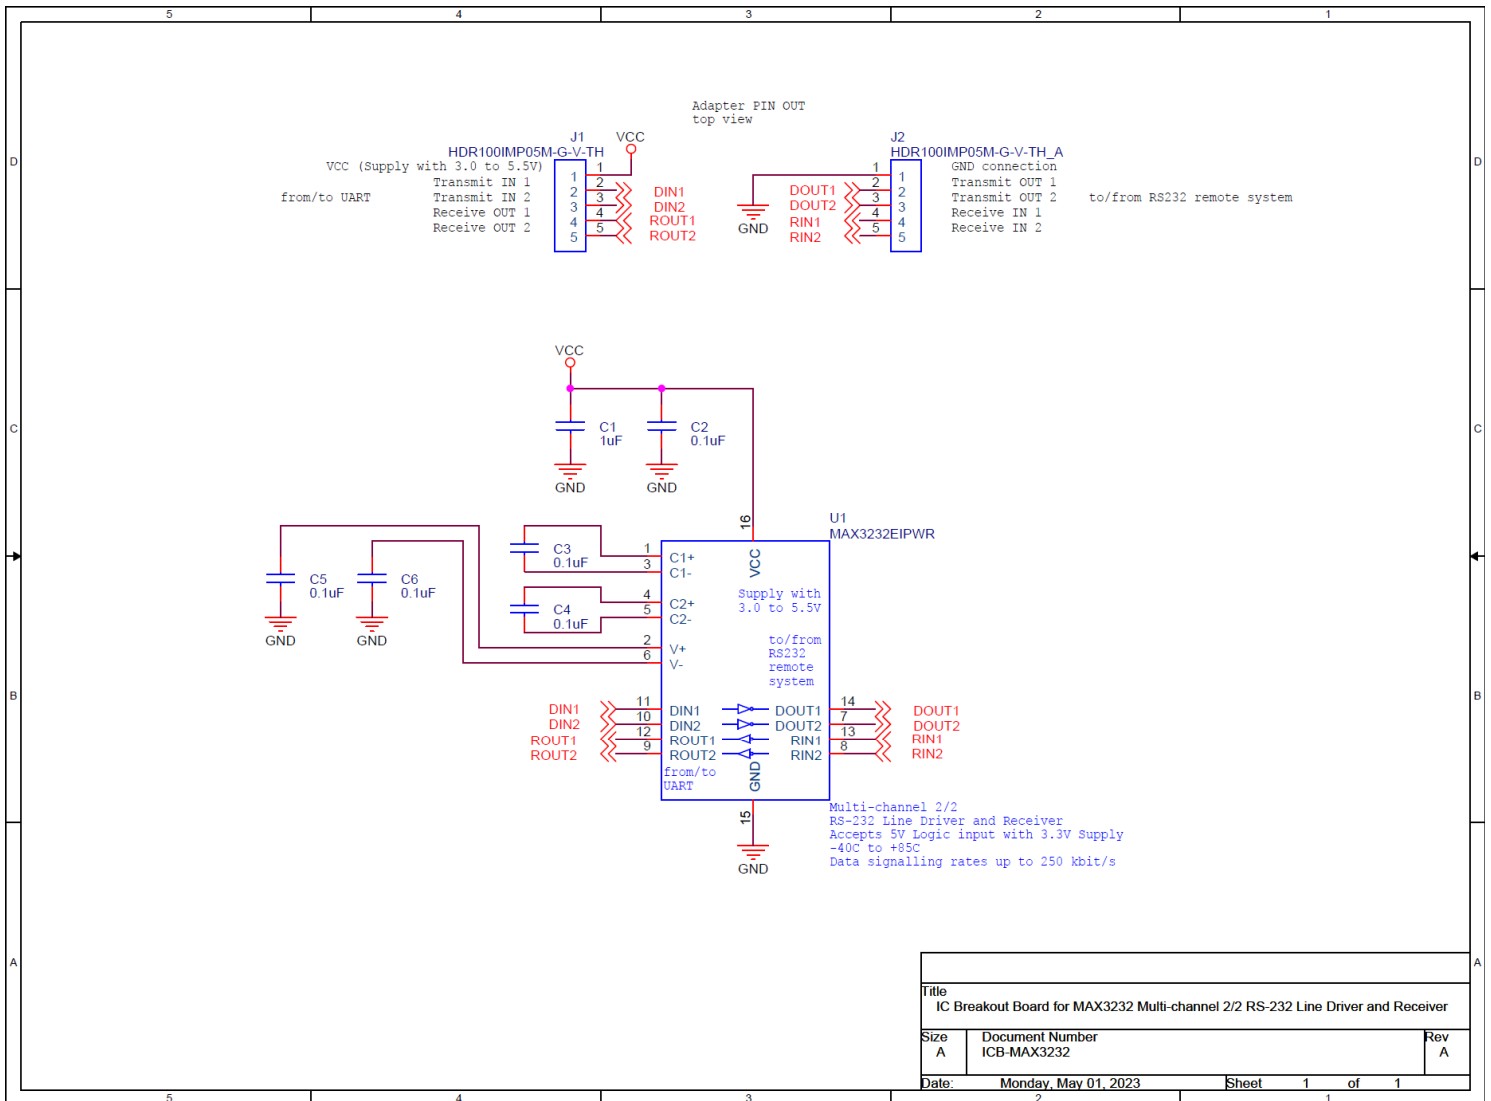 5 4 3 2 1
Adapter PIN OUT
top view
J1
HDR100IMP05M-G-V-TH
VCC
VCC (Supply with 3.0 to 5.5V)
Transmit IN 1
from/to UART Transmit IN 2
Receive OUT 1
Receive OUT 2
1 1
2 2 DIN1
3 3 DIN2
4 4 ROUT1
5 5 ROUT2
J2
HDR100IMP05M-G-V-TH_A
GND
1 1 GND connection
DOUT1 2 2 Transmit OUT 1
DOUT2 3 3 Transmit OUT 2 to/from RS232 remote system
RIN1 4 4 Receive IN 1
RIN2 5 5 Receive IN 2
D D
C C
VCC
C1
1uF
C2
0.1uF
GND GND
C5
0.1uF
C6
0.1uF
GND GND
C3
0.1uF
C4
0.1uF
U1
MAX3232EIPWR
16
VCC
1 C1+
3 C1-
4 C2+
5 C2-
2 V+
6 V-
Supply with
3.0 to 5.5V
to/from
RS232
remote
system
DIN1 11 DIN1 DOUT1 14 DOUT1
DIN2 10 DIN2 DOUT2 7 DOUT2
ROUT1 12 ROUT1 RIN1 13 RIN1
ROUT2 9 ROUT2 RIN2 8 RIN2
from/to
UART
GND
15
GND
Multi-channel 2/2
RS-232 Line Driver and Receiver
Accepts 5V Logic input with 3.3V Supply
-40C to +85C
Data signalling rates up to 250 kbit/s
B B
A A
Title
IC Breakout Board for MAX3232 Multi-channel 2/2 RS-232 Line Driver and Receiver
Size Document Number Rev
A ICB-MAX3232 A
Date: Monday, May 01, 2023 Sheet 1 of 1
5 4 3 2 1